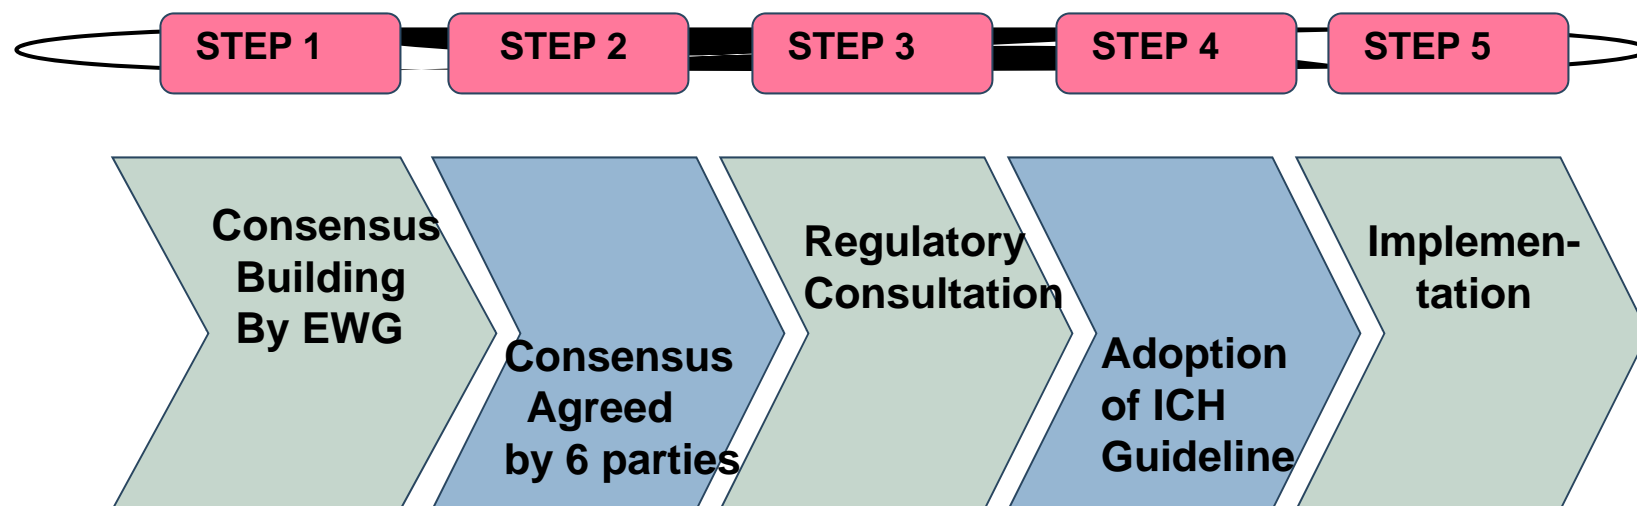 STEP 1
STEP 2
STEP 3
STEP 4
STEP 5
Consensus
Building
By EWG
Consensus
Agreed
by 6 parties
Regulatory
Consultation
Adoption
of ICH
Guideline
Implemen-
tation